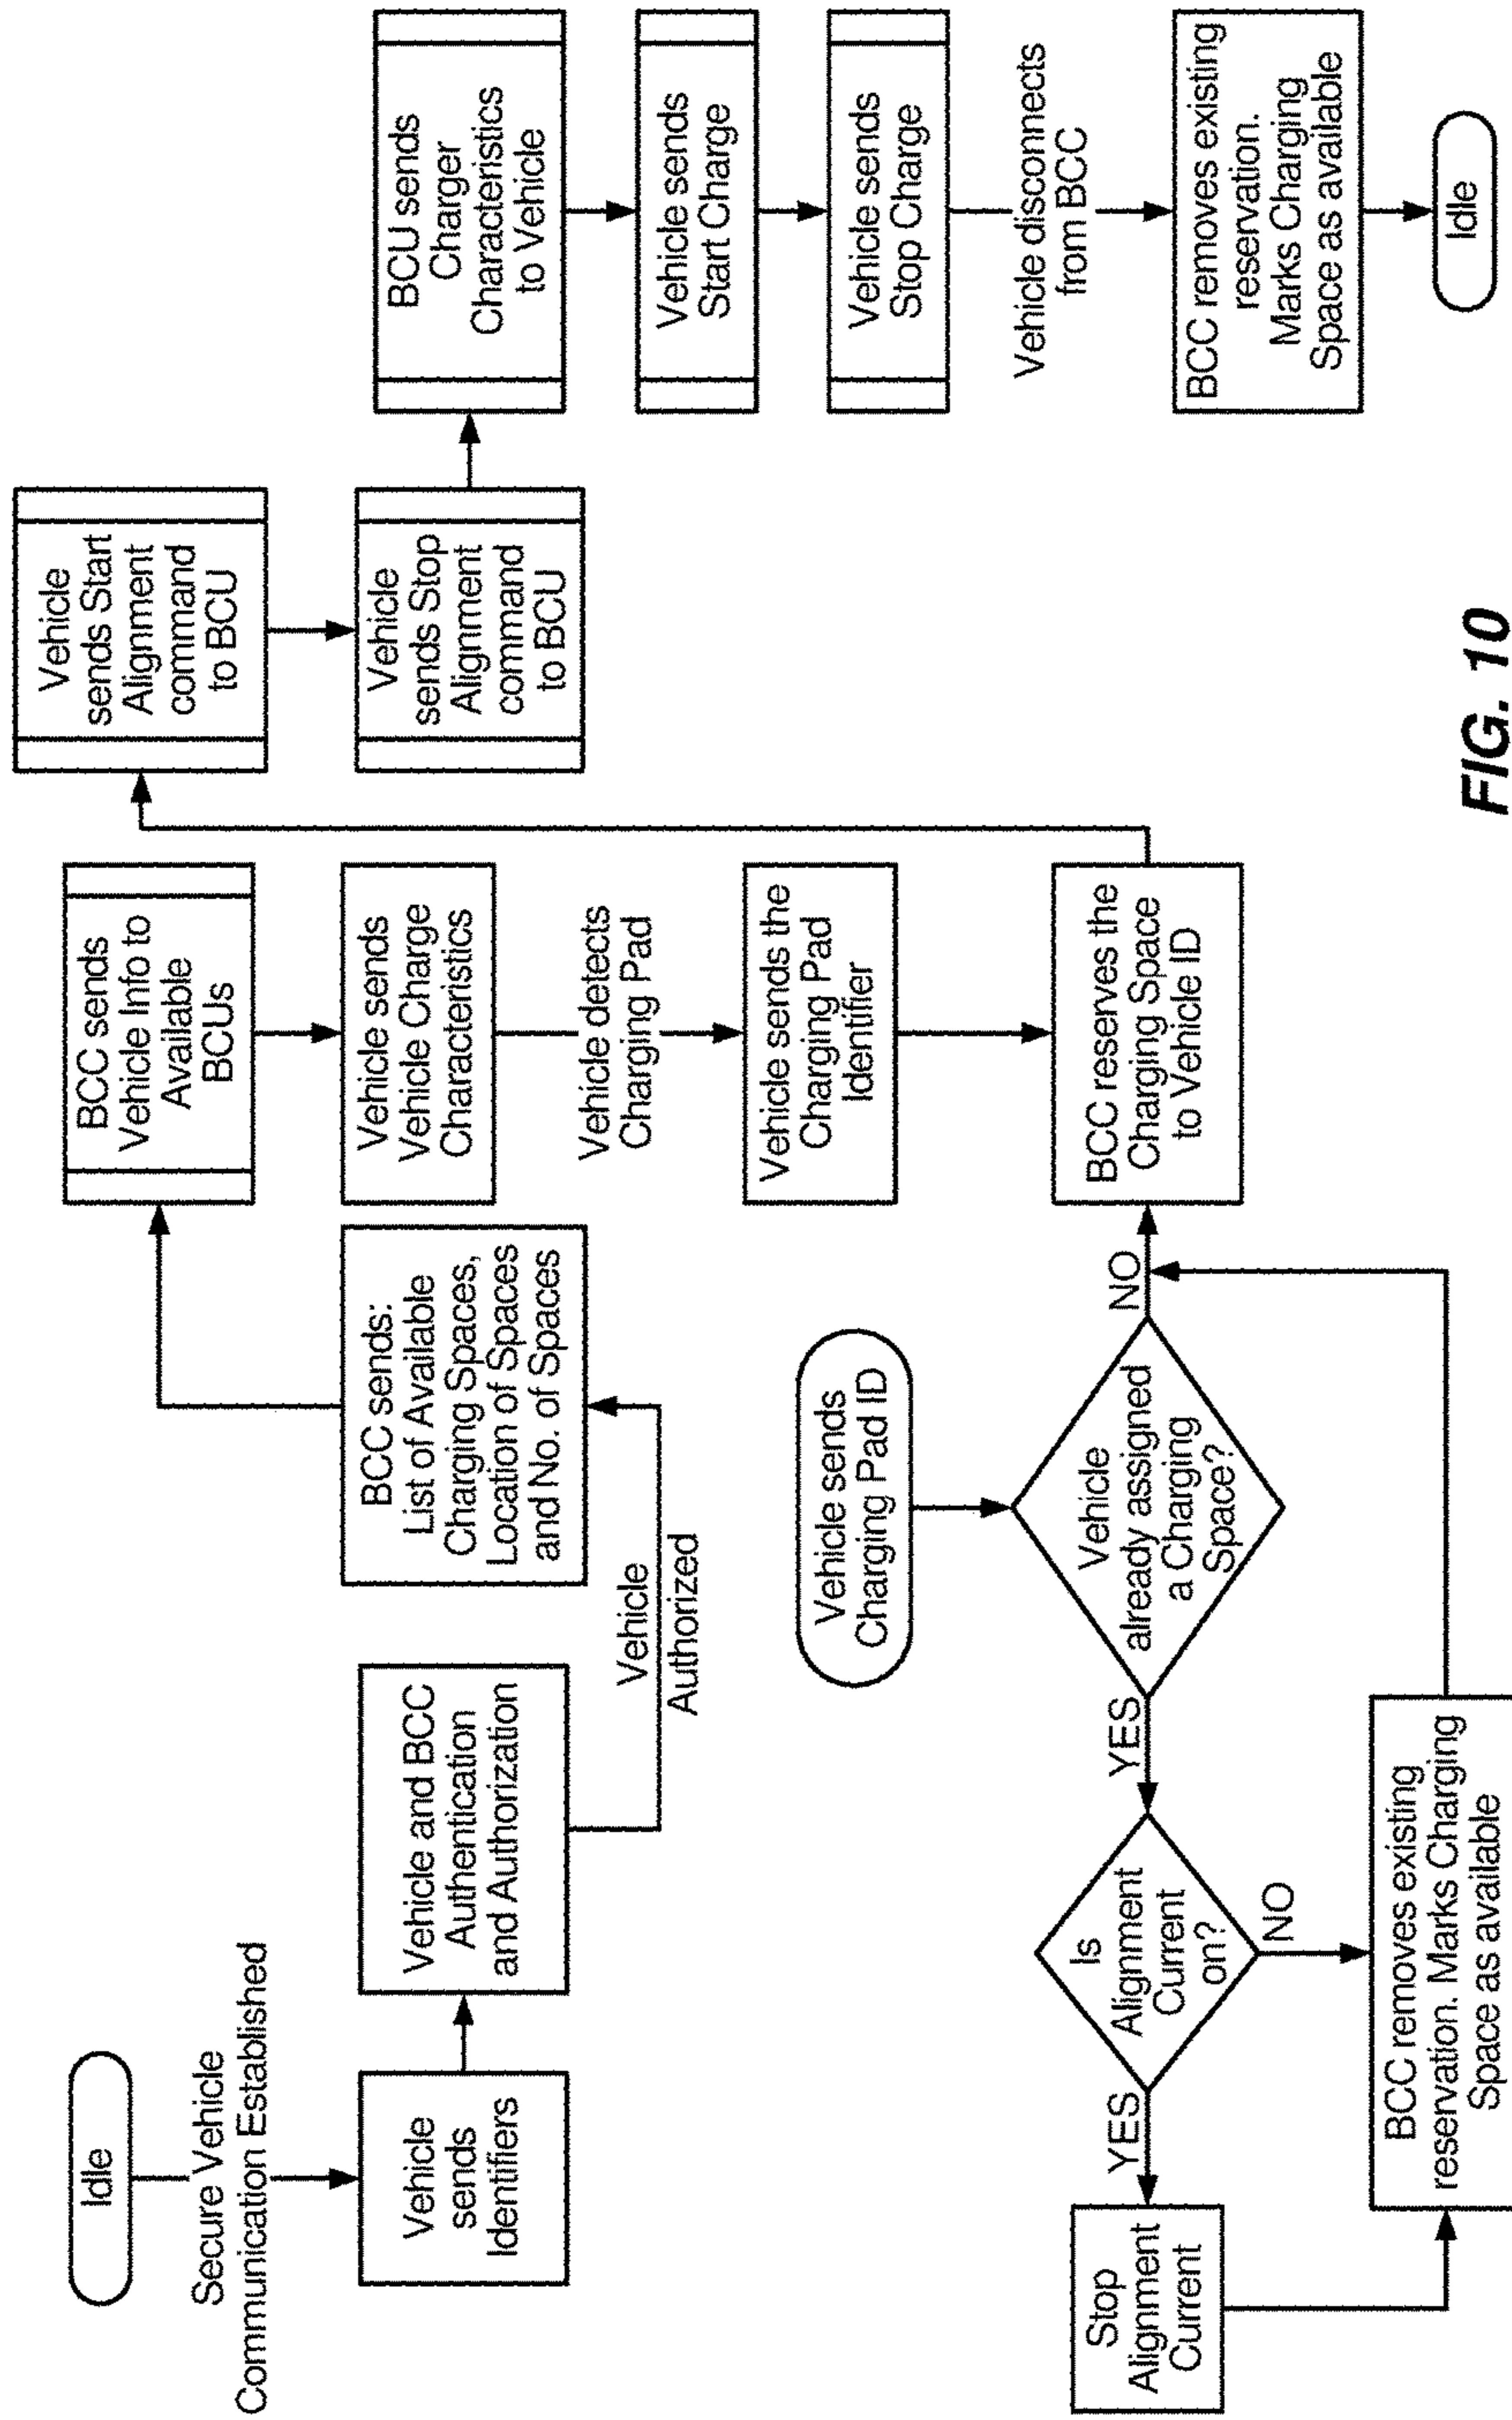 Idle
Secure Vehicle
Communication Established
Vehicle
sends
Identifiers
Vehicle and BCC
Authentication
and Authorization
Vehicle
Authorized
BCC sends:
List of Available
Charging Spaces,
Location of Spaces
and No. of Spaces
BCC sends
Vehicle Info to
Available
BCUs
Vehicle sends
Vehicle Charge
Characteristics
Vehicle detects
Charging Pad
Vehicle sends the
Charging Pad
Identifier
BCC reserves the
Charging Space
to Vehicle ID
Vehicle
sends Start
Alignment
command
to BCU
Vehicle
sends Stop
Alignment
command
to BCU
BCU sends
Charger
Characteristics
to Vehicle
Vehicle sends
Start Charge
Vehicle sends
Stop Charge
Vehicle disconnects
from BCC
BCC removes existing
reservation.
Marks Charging
Space as available
Idle
Vehicle sends
Charging Pad ID
Vehicle
already assigned
a Charging
Space?
NO
YES
Is
Alignment
Current
on?
NO
YES
Stop
Alignment
Current
BCC removes existing
reservation. Marks Charging
Space as available
FIG. 10